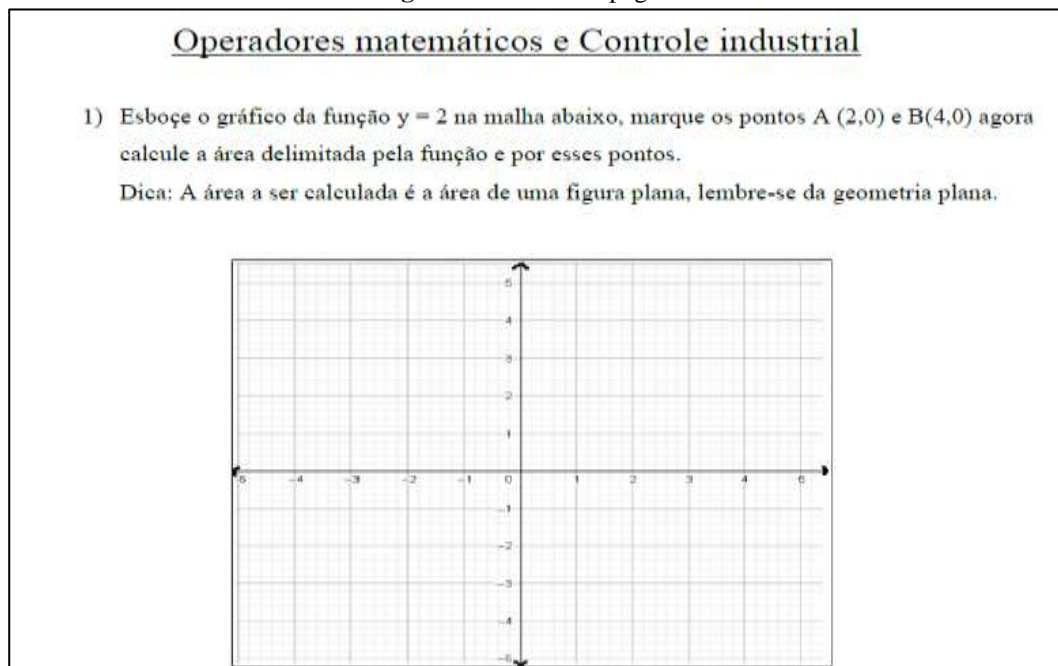 Operadores matemáticos e Controle industrial
1) Esboçe o gráfico da função y = 2 na malha abaixo, marque os pontos A (2,0) e B(4,0) agora
calcule a área delimitada pela função e por esses pontos.
Dica: A área a ser calculada é a área de uma figura plana, lembre-se da geometria plana.
5
4
3
2
1
-5 -4 -3 -2 -1 0 1 2 3 4 5
-1
-2
-3
-4
-5